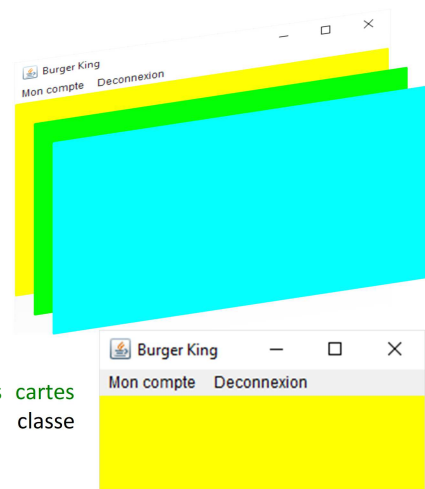 Burger King
Mon compte Deconnexion
Burger King
Mon compte Deconnexion
s cartes
classe